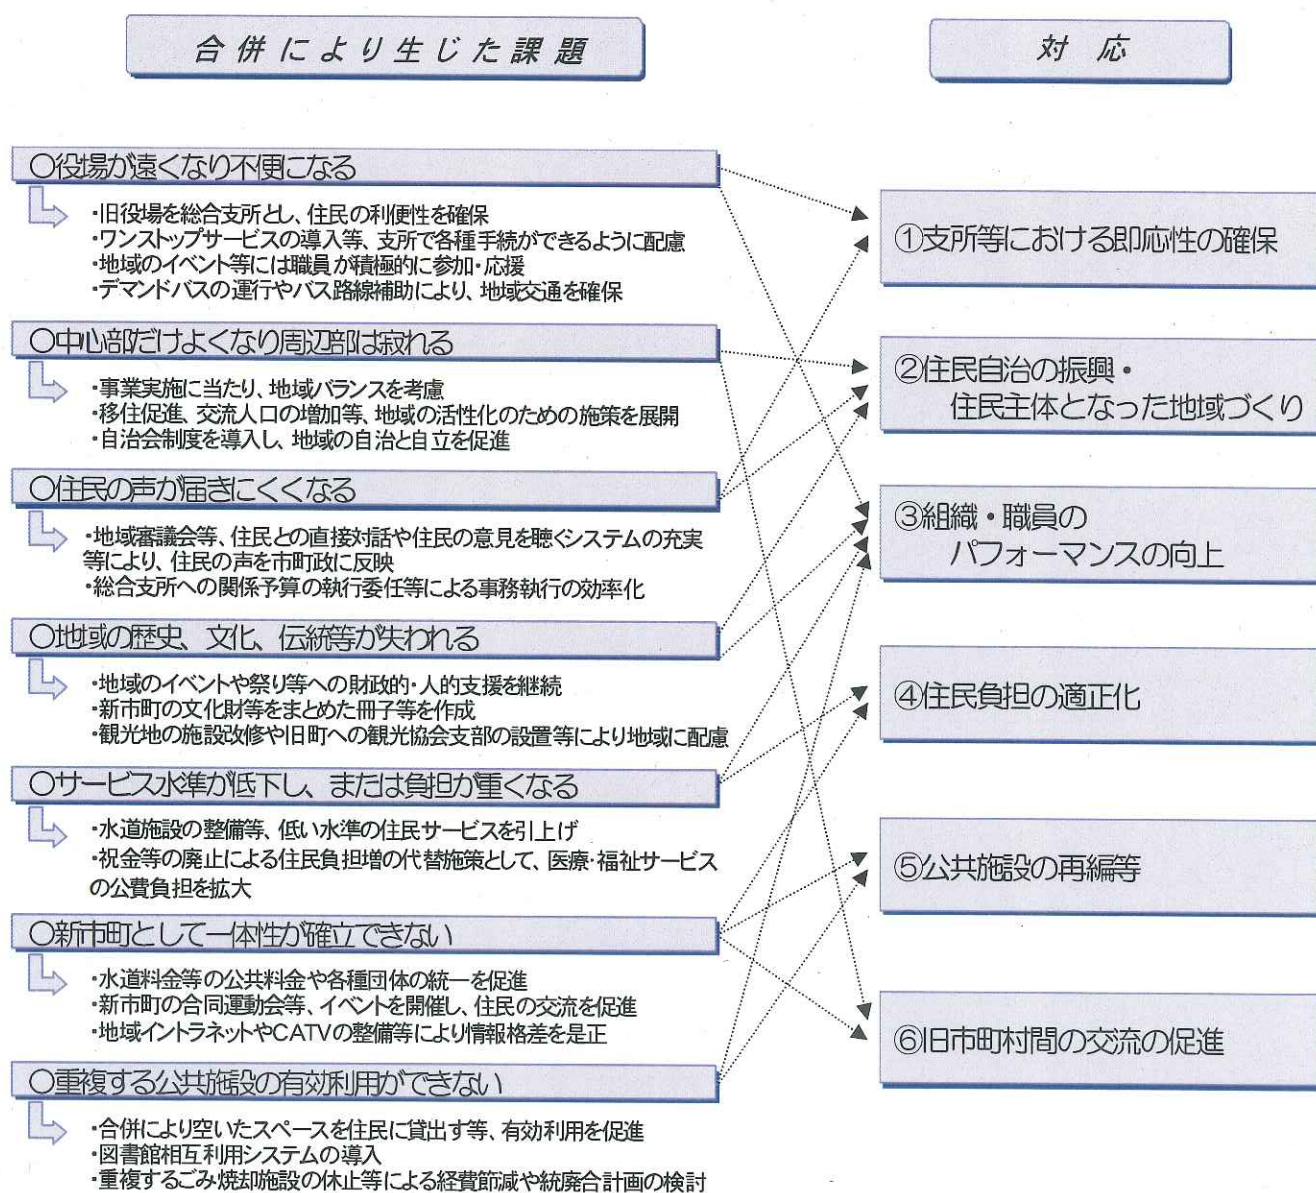 合併により生じた課題
対応
〇役場が遠くなり不便になる
・旧役場を総合支所とし、住民の利便性を確保
・ワンストップサービスの導入等、支所で各種手続ができるように配慮
・地域のイベント等には職員が積極的に参加・応援
・デマンドバスの運行やバス路線補助により、地域交通を確保
〇中心部だけよくなり周辺部は寂れる
・事業実施に当たり、地域バランスを考慮
・移住促進、交流人口の増加等、地域の活性化のための施策を展開
・自治会制度を導入し、地域の自治と自立を促進
〇住民の声が届きにくくなる
・地域審議会等、住民との直接対話や住民の意見を聴くシステムの充実
等により、住民の声を市町政に反映
・総合支所への関係予算の執行委任等による事務執行の効率化
〇地域の歴史、文化、伝統等が失われる
・地域のイベントや祭り等への財政的・人的支援を継続
・新市町の文化財等をまとめた冊子等を作成
・観光地の施設改修や旧町への観光協会支部の設置等により地域に配慮
〇サービス水準が低下し、または負担が重くなる
・水道施設の整備等、低い水準の住民サービスを引上げ
・祝金等の廃止による住民負担増の代替施策として、医療・福祉サービス
の公費負担を拡大
〇新市町として一体性が確立できない
・水道料金等の公共料金や各種団体の統一を促進
・新市町の合同運動会等、イベントを開催し、住民の交流を促進
・地域イントラネットやCATVの整備等により情報格差を是正
〇重複する公共施設の有効利用ができない
・合併により空いたスペースを住民に貸出す等、有効利用を促進
・図書館相互利用システムの導入
・重複するごみ焼却施設の休止等による経費節減や統廃合計画の検討
①支所等における即応性の確保
②住民自治の振興・
住民主体となった地域づくり
③組織・職員の
パフォーマンスの向上
④住民負担の適正化
⑤公共施設の再編等
⑥旧市町村間の交流の促進